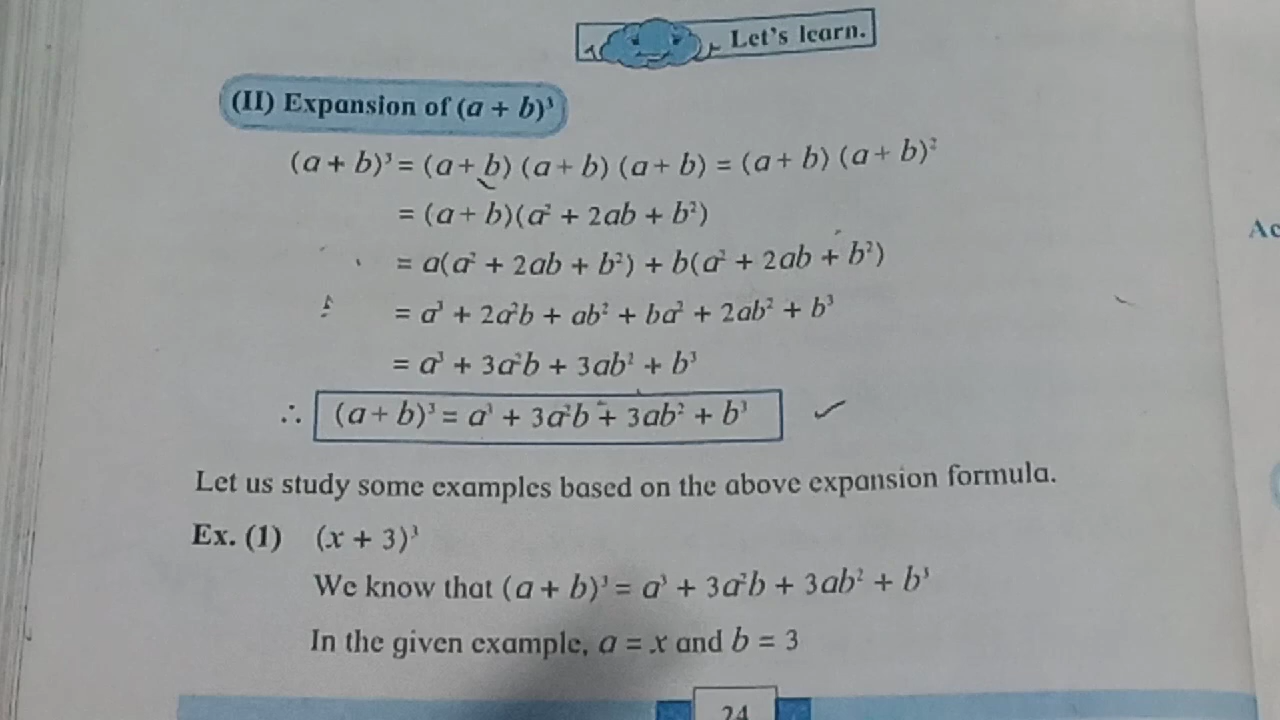 Let's learn.
(II) Expansion of (a + b)³
(a + b)³ = (a + b) (a + b) (a + b) = (a + b) (a + b)²
= (a + b)(a² + 2ab + b²)
= a(a² + 2ab + b²) + b(a² + 2ab + b²)
= a³ + 2a²b + ab² + ba² + 2ab² + b³
= a³ + 3a²b + 3ab² + b³
∴ (a + b)³ = a³ + 3a²b + 3ab² + b³
Let us study some examples based on the above expansion formula.
Ex. (1) (x + 3)³
We know that (a + b)³ = a³ + 3a²b + 3ab² + b³
In the given example, a = x and b = 3
24